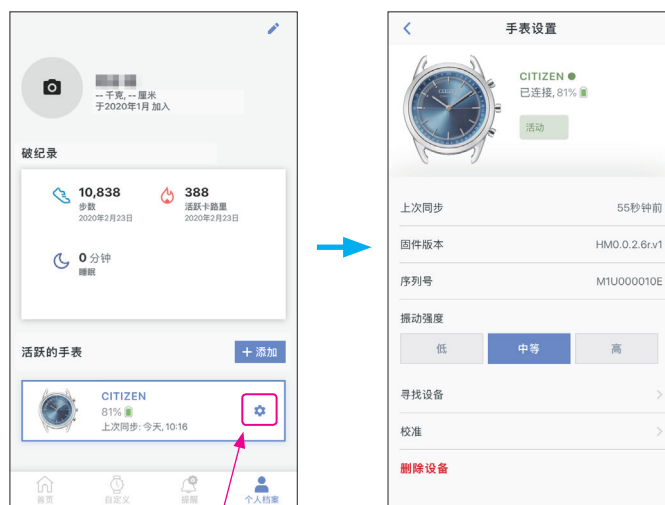 -- 千克, -- 厘米
于2020年1月 加入
破纪录
10,838
步数
2020年2月23日
388
活跃卡路里
2020年2月23日
0 分钟
睡眠
活跃的手表
+ 添加
CITIZEN
81%
上次同步: 今天, 10:16
首页
自定义
提醒
个人档案
手表设置
CITIZEN
CITIZEN
已连接, 81%
活动
上次同步
55秒钟前
固件版本
HM0.0.2.6r.v1
序列号
M1U000010E
振动强度
低
中等
高
寻找设备
校准
删除设备